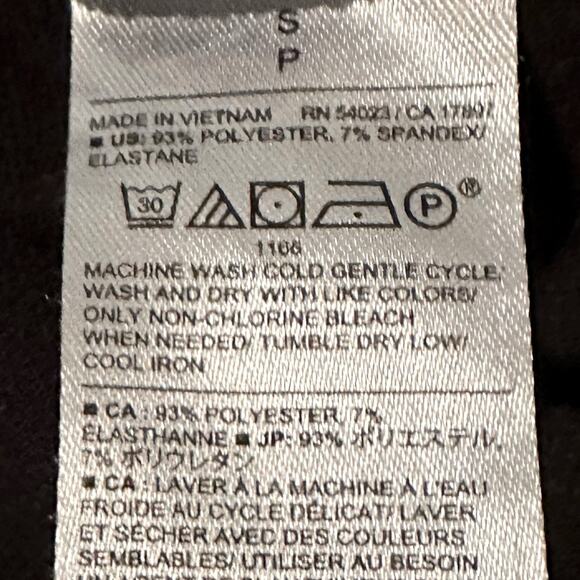 S
P
MADE IN VIETNAM RN 54023 / CA 17897
■ US: 93% POLYESTER, 7% SPANDEX/
ELASTANE
30 P ®
1166
MACHINE WASH COLD GENTLE CYCLE/
WASH AND DRY WITH LIKE COLORS/
ONLY NON-CHLORINE BLEACH
WHEN NEEDED/ TUMBLE DRY LOW/
COOL IRON
■ CA : 93% POLYESTER, 7%
ÉLASTHANNE ■ JP: 93% ポリエステル,
7% ポリウレタン
■ CA : LAVER À LA MACHINE À L'EAU
FROIDE AU CYCLE DÉLICAT/ LAVER
ET SÉCHER AVEC DES COULEURS
SEMBLABLES/ UTILISER AU BESOIN